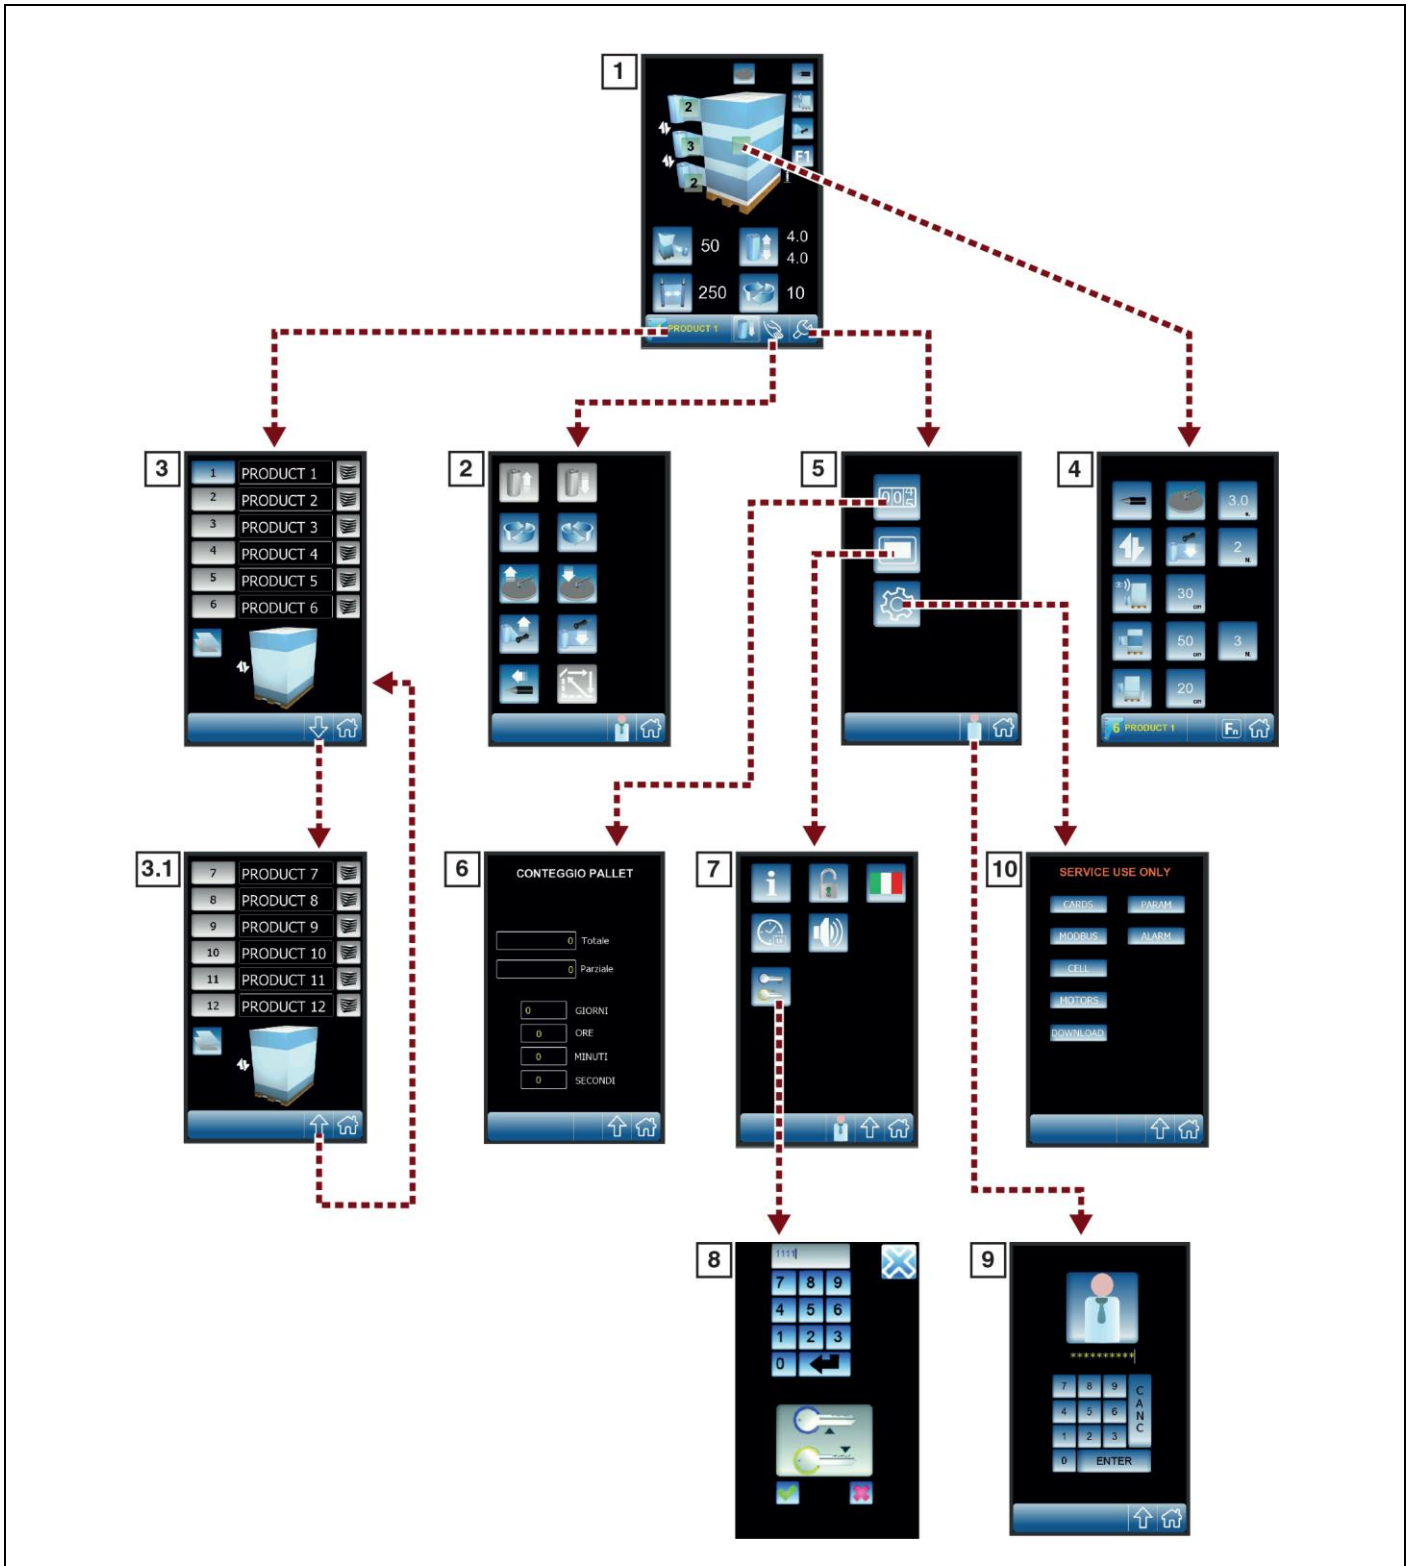 1
2
3
2
F1
50
4.0
4.0
250
10
PRODUCT 1
3
1 PRODUCT 1
2 PRODUCT 2
3 PRODUCT 3
4 PRODUCT 4
5 PRODUCT 5
6 PRODUCT 6
2
5
4
3.0
2
N.
30
cm
50
cm
3
N.
20
cm
6 PRODUCT 1
Fn
3.1
7 PRODUCT 7
8 PRODUCT 8
9 PRODUCT 9
10 PRODUCT 10
11 PRODUCT 11
12 PRODUCT 12
6
CONTEGGIO PALLET
0 Totale
0 Parziale
0 GIORNI
0 ORE
0 MINUTI
0 SECONDI
7
i
10
SERVICE USE ONLY
CARDS PARAM
MODBUS ALARM
CELL
MOTORS
DOWNLOAD
8
1111
7 8 9
4 5 6
1 2 3
0
9
**********
7 8 9
4 5 6
1 2 3
CANC
0 ENTER